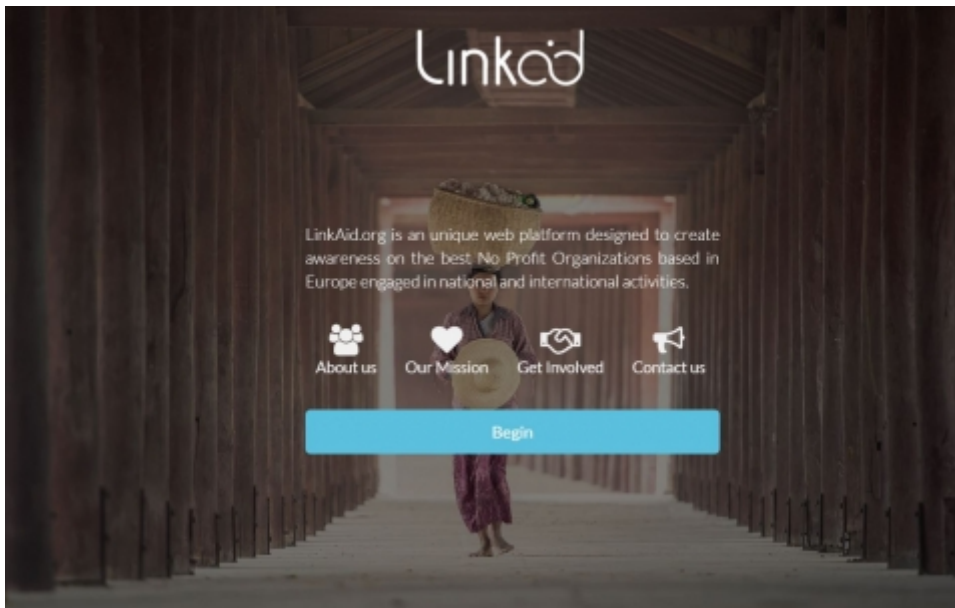 Linkaid
LinkAid.org is an unique web platform designed to create
awareness on the best No Profit Organizations based in
Europe engaged in national and international activities.
About us Our Mission Get Involved Contact us
Begin